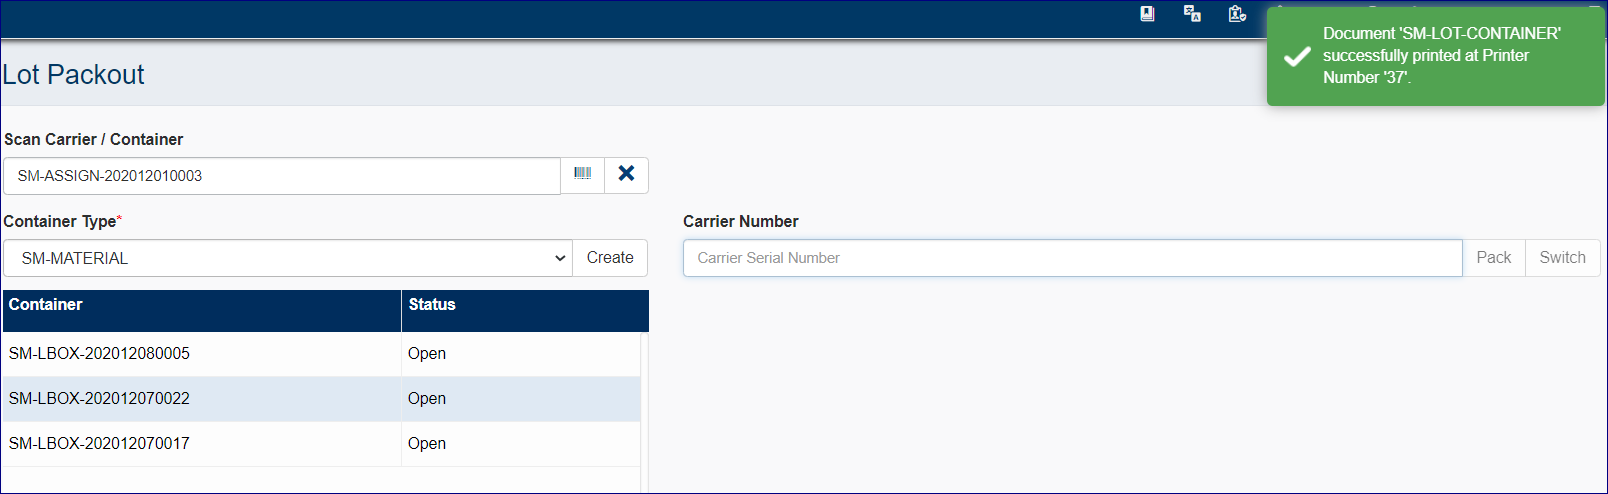 Document 'SM-LOT-CONTAINER'
successfully printed at Printer
Number '37'.
Lot Packout
Scan Carrier / Container
SM-ASSIGN-202012010003
Container Type*
SM-MATERIAL
Create
Carrier Number
Carrier Serial Number
Pack
Switch
Container
Status
SM-LBOX-202012080005
Open
SM-LBOX-202012070022
Open
SM-LBOX-202012070017
Open